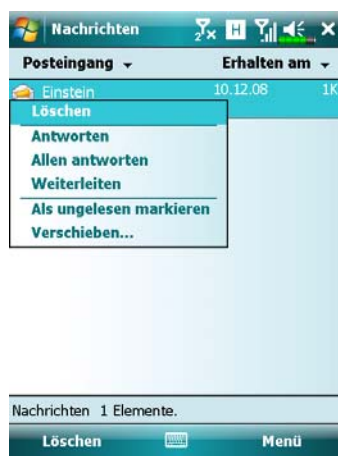 Nachrichten
Posteingang Erhalten am
Einstein 10.12.08 1K
Löschen
Antworten
Allen antworten
Weiterleiten
Als ungelesen markieren
Verschieben...
Nachrichten 1 Elemente.
Löschen Menü